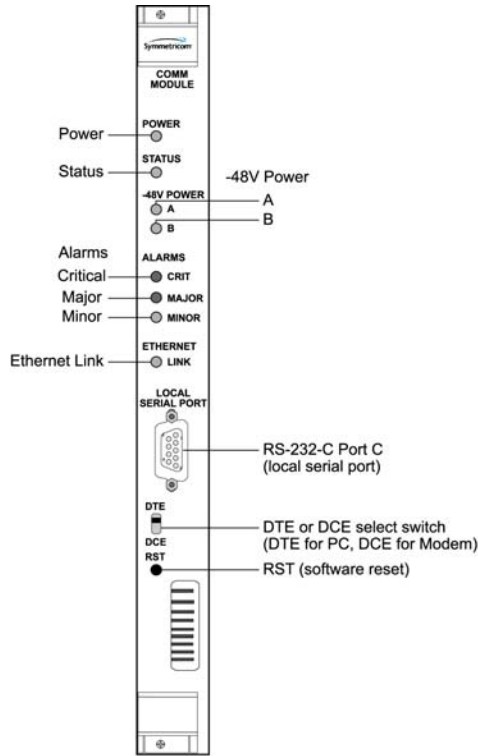 Symmetricom
COMM
MODULE
POWER
Power
STATUS
Status
-48V Power
-48V POWER
A
A
B
B
Alarms
ALARMS
Critical
CRIT
Major
MAJOR
Minor
MINOR
ETHERNET
Ethernet Link
LINK
LOCAL
SERIAL PORT
RS-232-C Port C
(local serial port)
DTE
DTE or DCE select switch
(DTE for PC, DCE for Modem)
DCE
RST
RST (software reset)